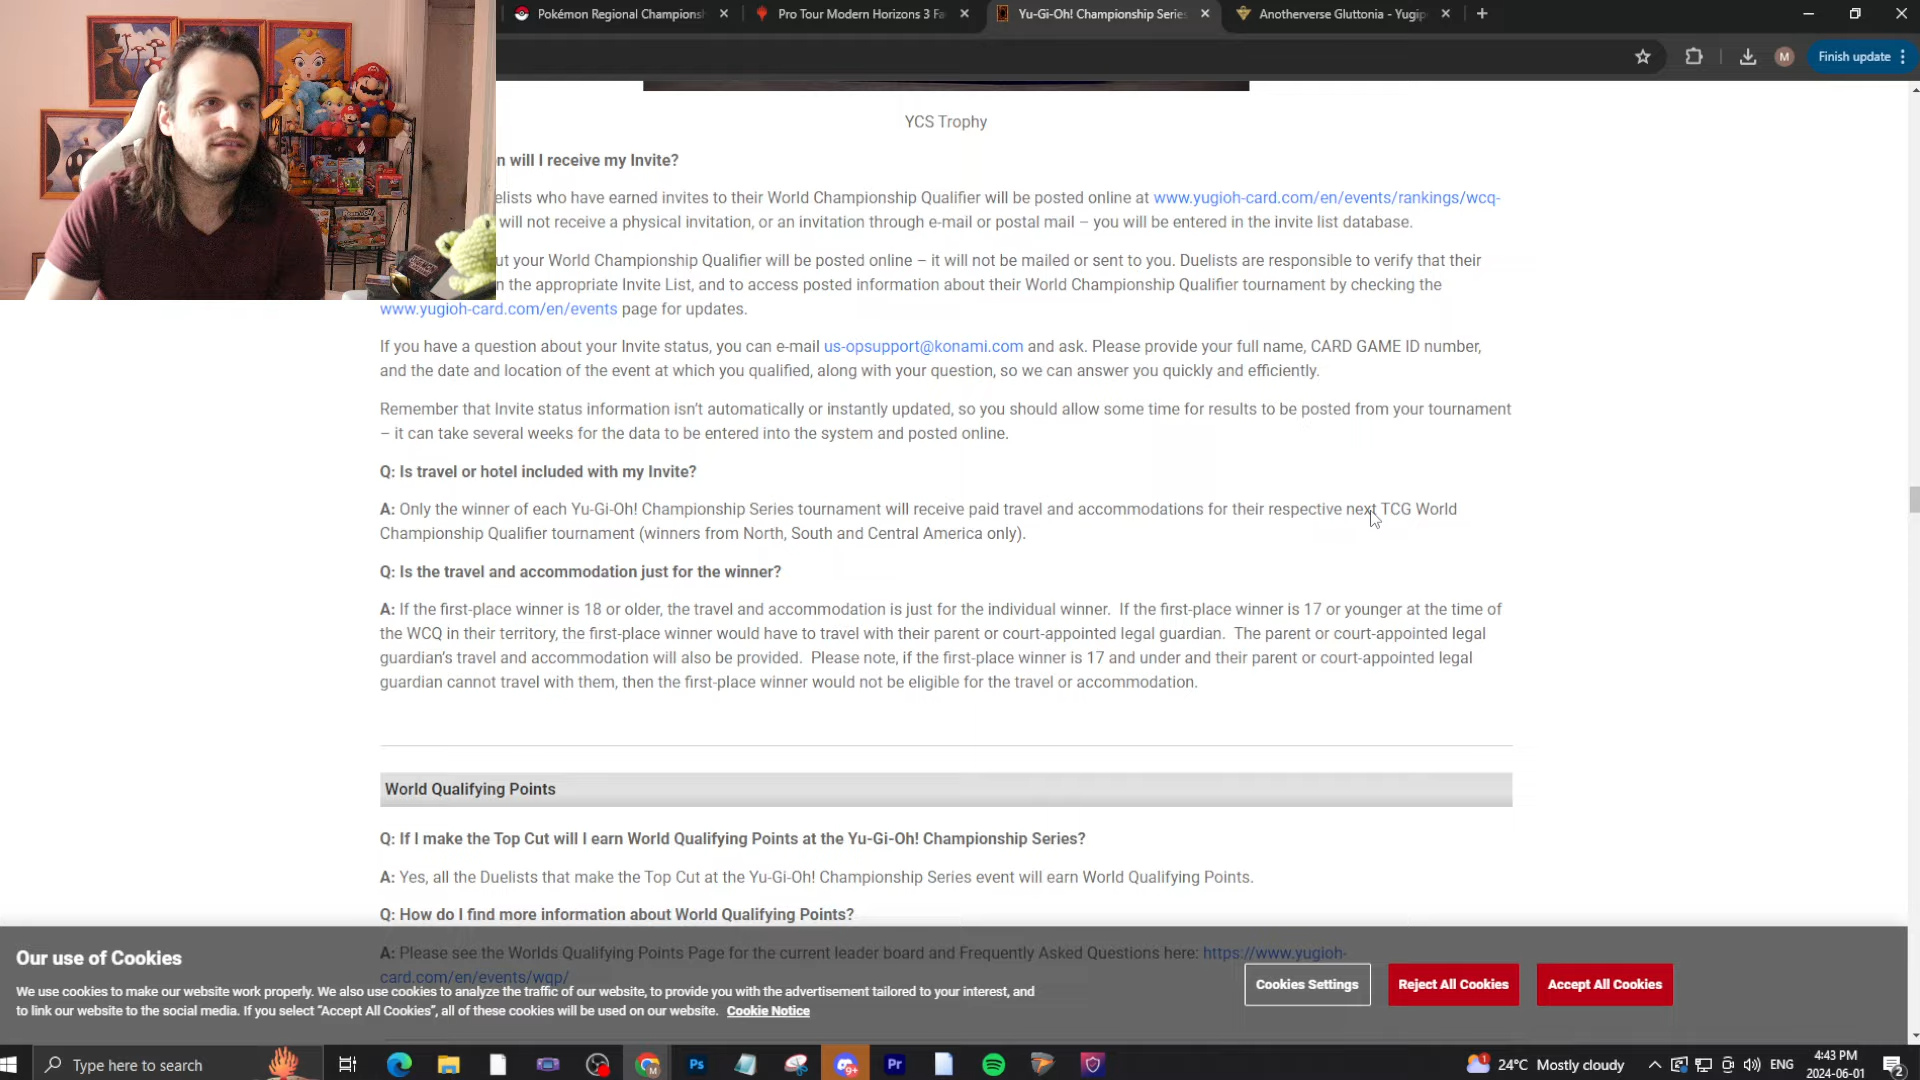 Pokémon Regional Champions
Pro Tour Modern Horizons 3 Fa
Yu-Gi-Oh! Championship Series
Anotherverse Gluttonia - Yugip
M
Finish update
YCS Trophy
n will I receive my Invite?
elists who have earned invites to their World Championship Qualifier will be posted online at www.yugioh-card.com/en/events/rankings/wcq-
will not receive a physical invitation, or an invitation through e-mail or postal mail – you will be entered in the invite list database.
ut your World Championship Qualifier will be posted online – it will not be mailed or sent to you. Duelists are responsible to verify that their
n the appropriate Invite List, and to access posted information about their World Championship Qualifier tournament by checking the
www.yugioh-card.com/en/events page for updates.
If you have a question about your Invite status, you can e-mail us-opsupport@konami.com and ask. Please provide your full name, CARD GAME ID number,
and the date and location of the event at which you qualified, along with your question, so we can answer you quickly and efficiently.
Remember that Invite status information isn't automatically or instantly updated, so you should allow some time for results to be posted from your tournament
– it can take several weeks for the data to be entered into the system and posted online.
Q: Is travel or hotel included with my Invite?
A: Only the winner of each Yu-Gi-Oh! Championship Series tournament will receive paid travel and accommodations for their respective next TCG World
Championship Qualifier tournament (winners from North, South and Central America only).
Q: Is the travel and accommodation just for the winner?
A: If the first-place winner is 18 or older, the travel and accommodation is just for the individual winner. If the first-place winner is 17 or younger at the time of
the WCQ in their territory, the first-place winner would have to travel with their parent or court-appointed legal guardian. The parent or court-appointed legal
guardian's travel and accommodation will also be provided. Please note, if the first-place winner is 17 and under and their parent or court-appointed legal
guardian cannot travel with them, then the first-place winner would not be eligible for the travel or accommodation.
World Qualifying Points
Q: If I make the Top Cut will I earn World Qualifying Points at the Yu-Gi-Oh! Championship Series?
A: Yes, all the Duelists that make the Top Cut at the Yu-Gi-Oh! Championship Series event will earn World Qualifying Points.
Q: How do I find more information about World Qualifying Points?
A: Please see the Worlds Qualifying Points Page for the current leader board and Frequently Asked Questions here: https://www.yugioh-
card.com/en/events/wqp/
Our use of Cookies
We use cookies to make our website work properly. We also use cookies to analyze the traffic of our website, to provide you with the advertisement tailored to your interest, and
to link our website to the social media. If you select "Accept All Cookies", all of these cookies will be used on our website. Cookie Notice
Cookies Settings
Reject All Cookies
Accept All Cookies
Type here to search
Ps
9+
Pr
1
24°C Mostly cloudy
ENG
4:43 PM
2024-06-01
2